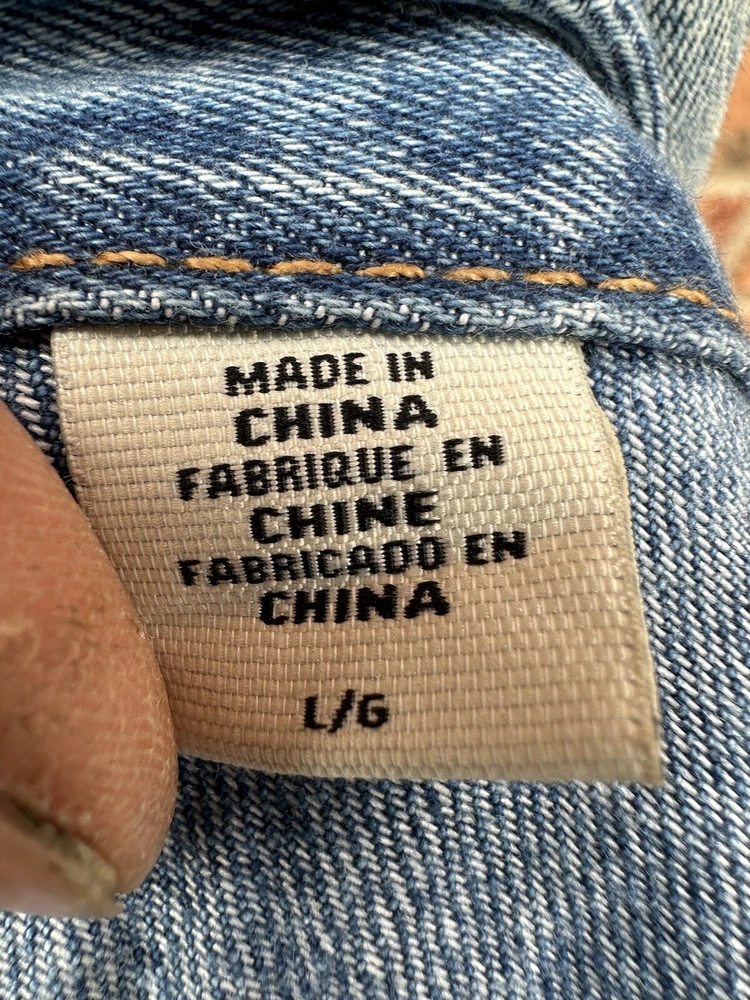 MADE IN
CHINA
FABRIQUE EN
CHINE
FABRICADO EN
CHINA
L/G